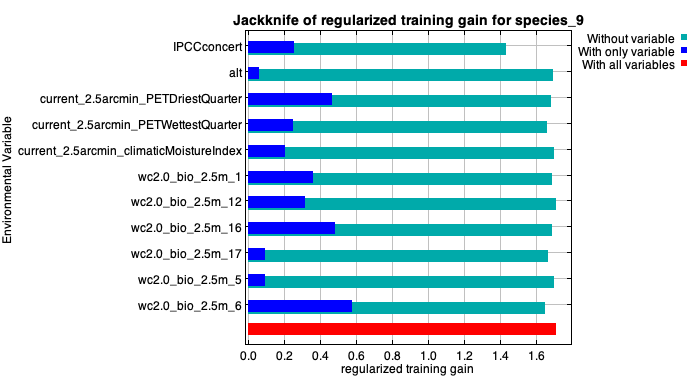 Jackknife of regularized training gain for species_9
Without variable
With only variable
With all variables
Environmental Variable
IPCCconcert
alt
current_2.5arcmin_PETDriestQuarter
current_2.5arcmin_PETWettestQuarter
current_2.5arcmin_climaticMoistureIndex
wc2.0_bio_2.5m_1
wc2.0_bio_2.5m_12
wc2.0_bio_2.5m_16
wc2.0_bio_2.5m_17
wc2.0_bio_2.5m_5
wc2.0_bio_2.5m_6
0.0 0.2 0.4 0.6 0.8 1.0 1.2 1.4 1.6
regularized training gain